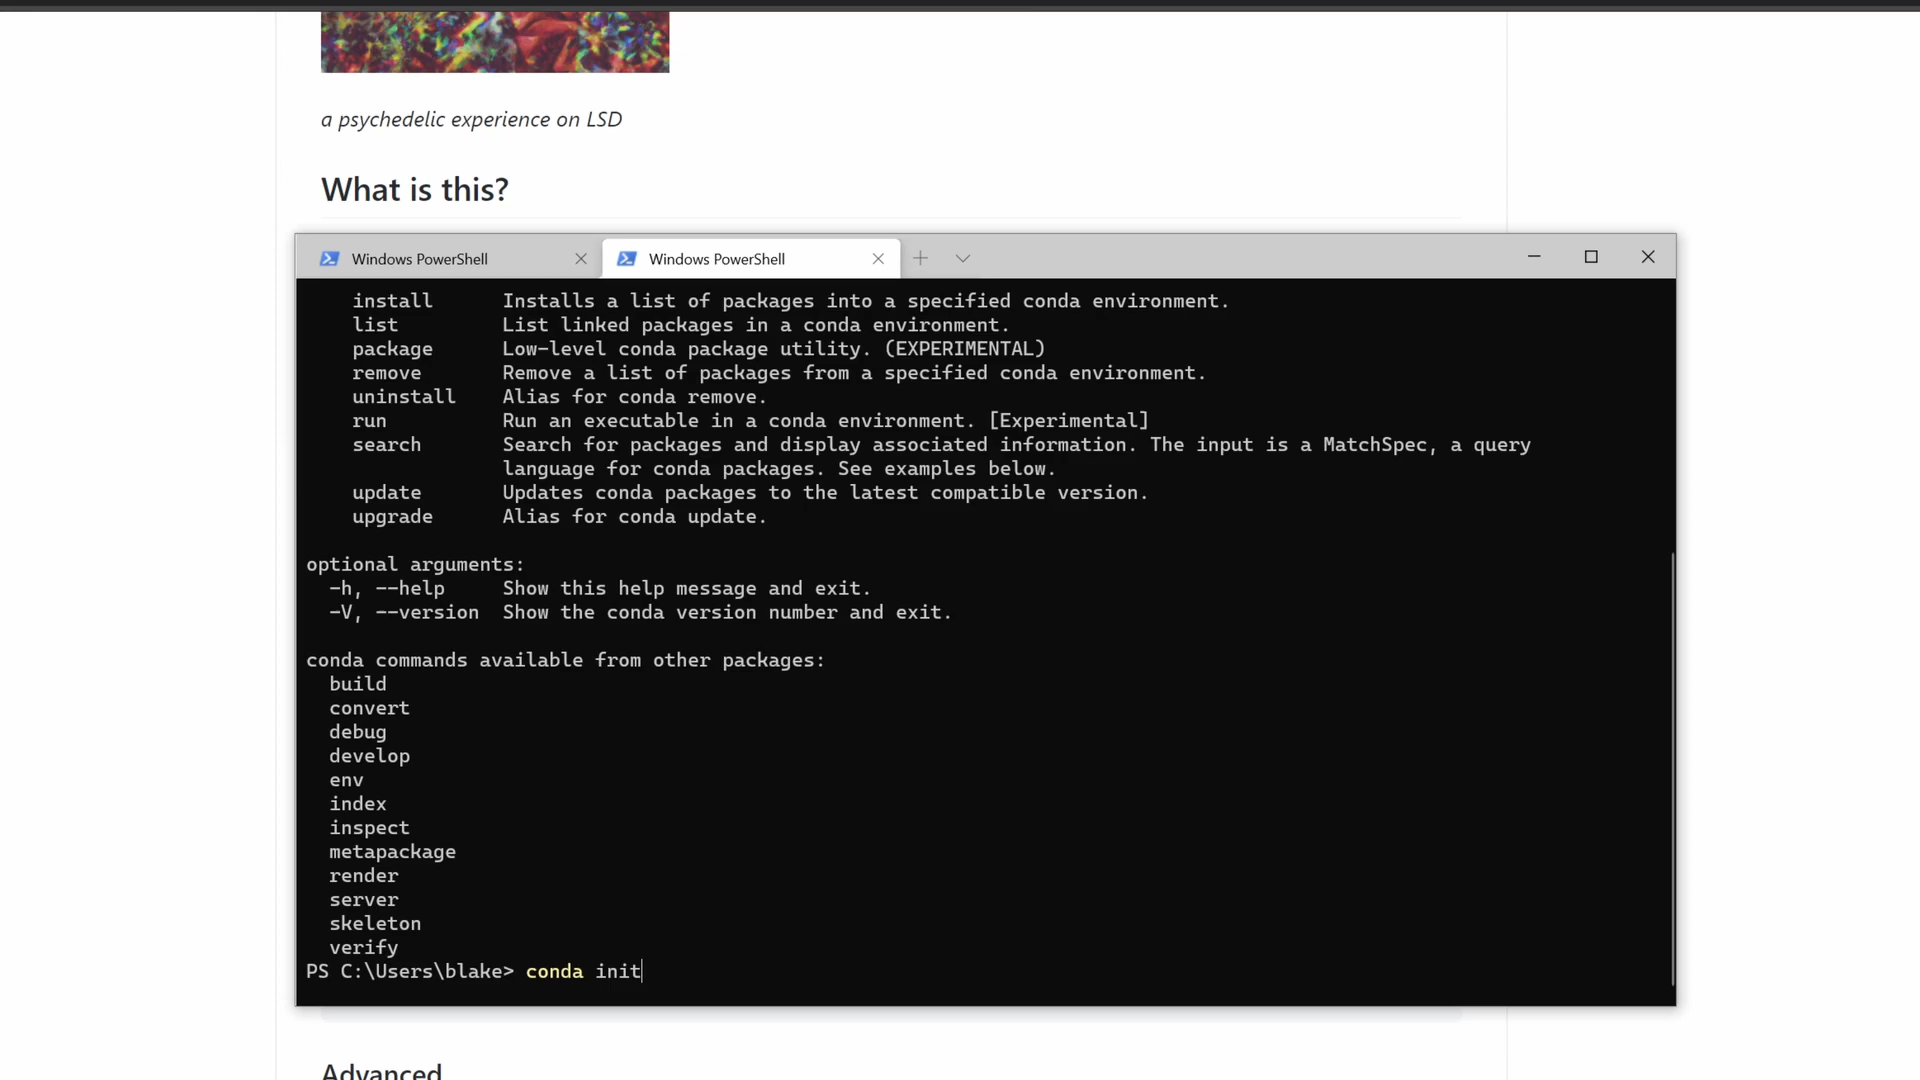 a psychedelic experience on LSD
What is this?
Windows PowerShell
Windows PowerShell
install Installs a list of packages into a specified conda environment.
list List linked packages in a conda environment.
package Low-level conda package utility. (EXPERIMENTAL)
remove Remove a list of packages from a specified conda environment.
uninstall Alias for conda remove.
run Run an executable in a conda environment. [Experimental]
search Search for packages and display associated information. The input is a MatchSpec, a query
language for conda packages. See examples below.
update Updates conda packages to the latest compatible version.
upgrade Alias for conda update.
optional arguments:
-h, --help Show this help message and exit.
-V, --version Show the conda version number and exit.
conda commands available from other packages:
build
convert
debug
develop
env
index
inspect
metapackage
render
server
skeleton
verify
PS C:\Users\blake> conda init
Advanced